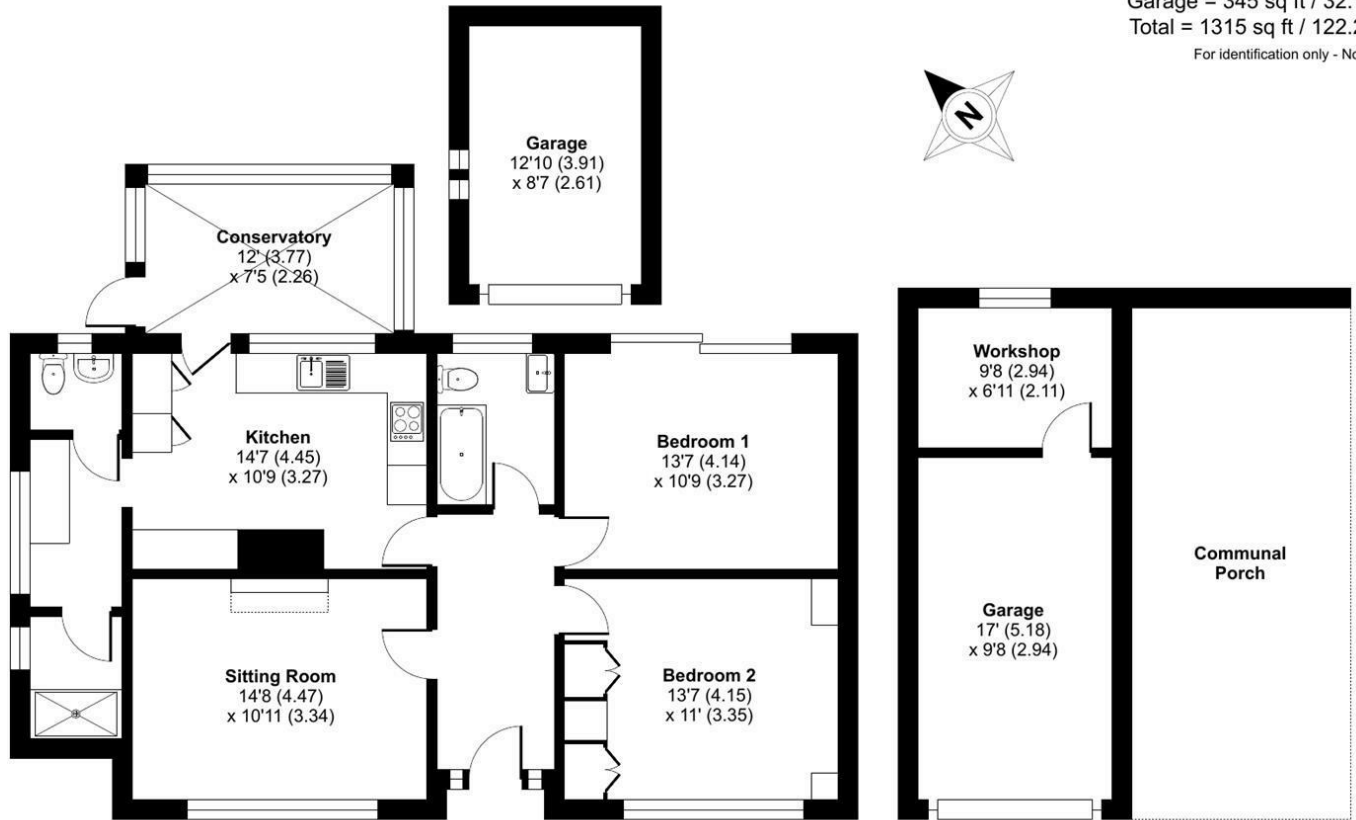 Garage = 345 sq ft / 32.
Total = 1315 sq ft / 122.2
For identification only - No
N
Garage
12'10 (3.91)
x 8'7 (2.61)
Conservatory
12' (3.77)
x 7'5 (2.26)
Workshop
9'8 (2.94)
x 6'11 (2.11)
Kitchen
14'7 (4.45)
x 10'9 (3.27)
Bedroom 1
13'7 (4.14)
x 10'9 (3.27)
Communal
Porch
Garage
17' (5.18)
x 9'8 (2.94)
Sitting Room
14'8 (4.47)
x 10'11 (3.34)
Bedroom 2
13'7 (4.15)
x 11' (3.35)